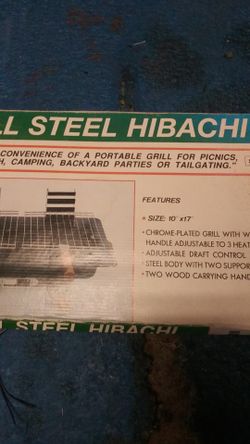 LL STEEL HIBACHI
CONVENIENCE OF A PORTABLE GRILL FOR PICNICS,
H, CAMPING, BACKYARD PARTIES OR TAILGATING."
FEATURES
• SIZE: 10' x17'
• CHROME-PLATED GRILL WITH W
HANDLE ADJUSTABLE TO 3 HEAT
• ADJUSTABLE DRAFT CONTROL
• STEEL BODY WITH TWO SUPPOR
• TWO WOOD CARRYING HAND
STEEL HIBACHI